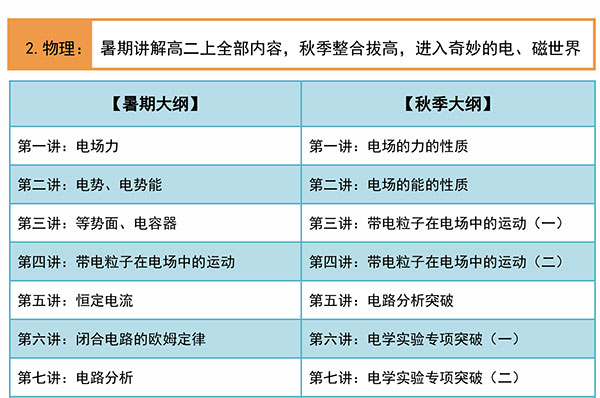 2.物理：暑期讲解高二上全部内容，秋季整合拔高，进入奇妙的电、磁世界
【暑期大纲】 【秋季大纲】
第一讲：电场力 第一讲：电场的力的性质
第二讲：电势、电势能 第二讲：电场的能的性质
第三讲：等势面、电容器 第三讲：带电粒子在电场中的运动（一）
第四讲：带电粒子在电场中的运动 第四讲：带电粒子在电场中的运动（二）
第五讲：恒定电流 第五讲：电路分析突破
第六讲：闭合电路的欧姆定律 第六讲：电学实验专项突破（一）
第七讲：电路分析 第七讲：电学实验专项突破（二）